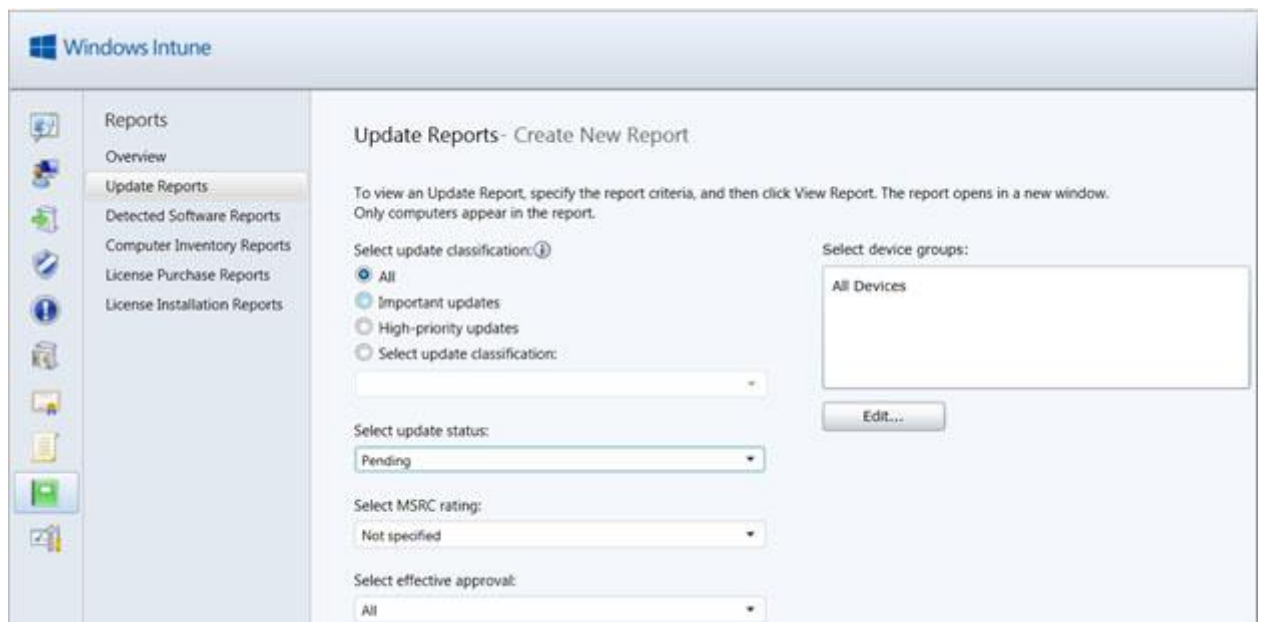 Windows Intune
Reports
Overview
Update Reports
Detected Software Reports
Computer Inventory Reports
License Purchase Reports
License Installation Reports
Update Reports- Create New Report
To view an Update Report, specify the report criteria, and then click View Report. The report opens in a new window.
Only computers appear in the report.
Select update classification:
All
Important updates
High-priority updates
Select update classification:
Select update status:
Pending
Select MSRC rating:
Not specified
Select effective approval:
All
Select device groups:
All Devices
Edit...